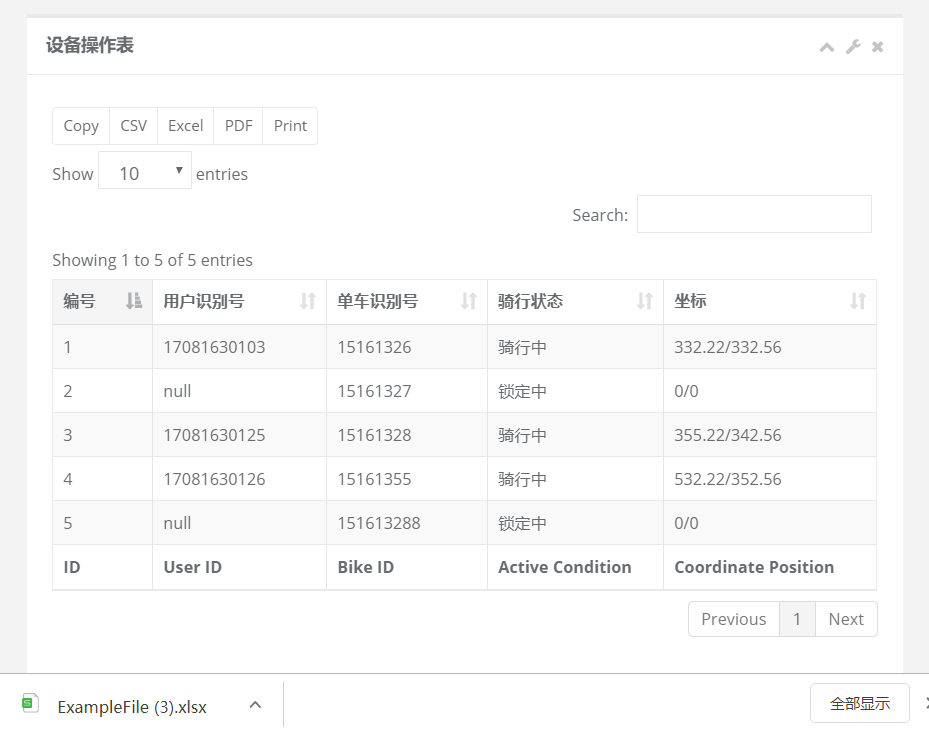 设备操作表
Copy CSV Excel PDF Print
Show 10 entries
Search:
Showing 1 to 5 of 5 entries
编号 用户识别号 单车识别号 骑行状态 坐标
1 17081630103 15161326 骑行中 332.22/332.56
2 null 15161327 锁定中 0/0
3 17081630125 15161328 骑行中 355.22/342.56
4 17081630126 15161355 骑行中 532.22/352.56
5 null 151613288 锁定中 0/0
ID User ID Bike ID Active Condition Coordinate Position
Previous 1 Next
ExampleFile (3).xlsx 全部显示